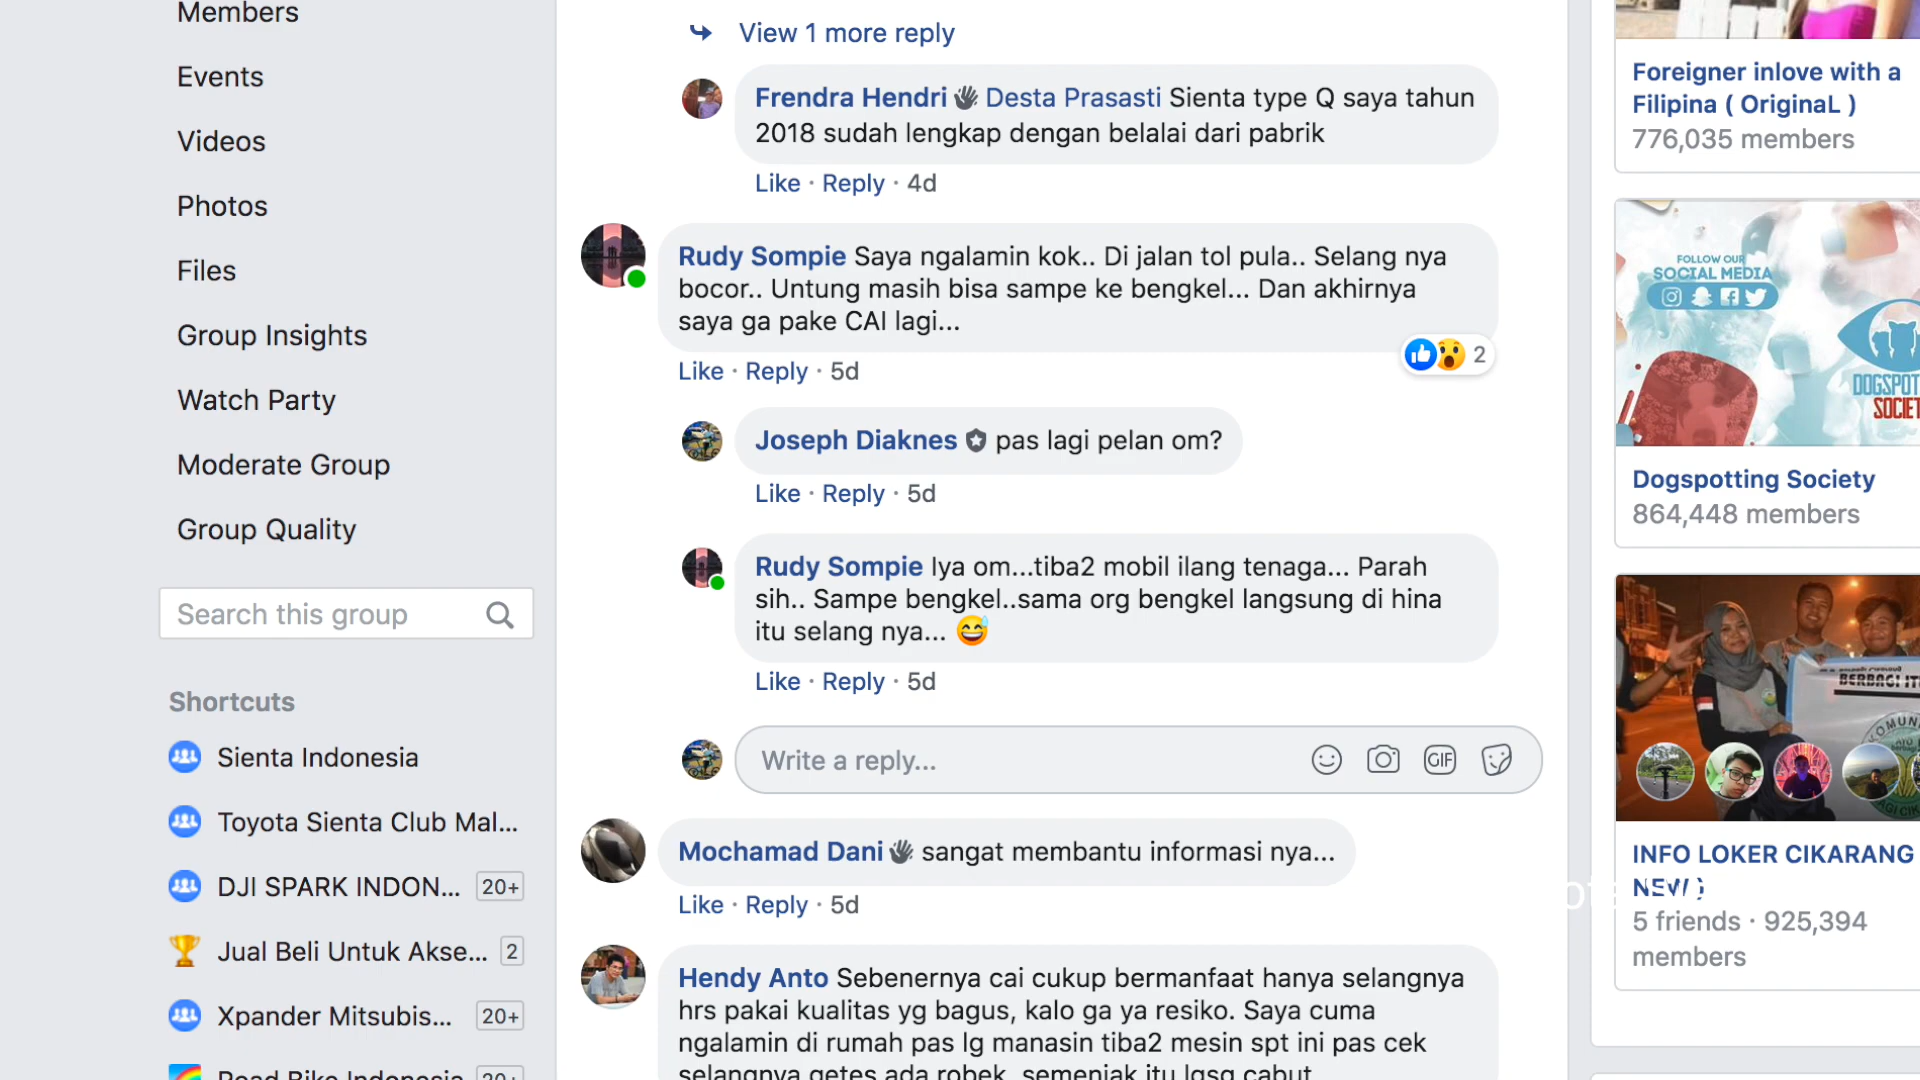 Members
Events
Videos
Photos
Files
Group Insights
Watch Party
Moderate Group
Group Quality
Search this group
Shortcuts
Sienta Indonesia
Toyota Sienta Club Mal...
DJI SPARK INDON... 20+
Jual Beli Untuk Akse... 2
Xpander Mitsubis... 20+
Road Bike Indonesia 20+
View 1 more reply
Frendra Hendri Desta Prasasti Sienta type Q saya tahun
2018 sudah lengkap dengan belalai dari pabrik
Like · Reply · 4d
Rudy Sompie Saya ngalamin kok.. Di jalan tol pula.. Selang nya
bocor.. Untung masih bisa sampe ke bengkel... Dan akhirnya
saya ga pake CAI lagi...
2
Like · Reply · 5d
Joseph Diaknes pas lagi pelan om?
Like · Reply · 5d
Rudy Sompie Iya om...tiba2 mobil ilang tenaga... Parah
sih.. Sampe bengkel..sama org bengkel langsung di hina
itu selang nya... 😅
Like · Reply · 5d
Write a reply...
GIF
Mochamad Dani sangat membantu informasi nya...
Like · Reply · 5d
Hendy Anto Sebenernya cai cukup bermanfaat hanya selangnya
hrs pakai kualitas yg bagus, kalo ga ya resiko. Saya cuma
ngalamin di rumah pas lg manasin tiba2 mesin spt ini pas cek
selangnya getes ada robek, semenjak itu lgsg cabut
Foreigner inlove with a
Filipina ( OriginaL )
776,035 members
FOLLOW OUR
SOCIAL MEDIA
DOGSPOT
SOCIET
Dogspotting Society
864,448 members
BERBAGI IT
INFO LOKER CIKARANG
NEW )
5 friends · 925,394
members